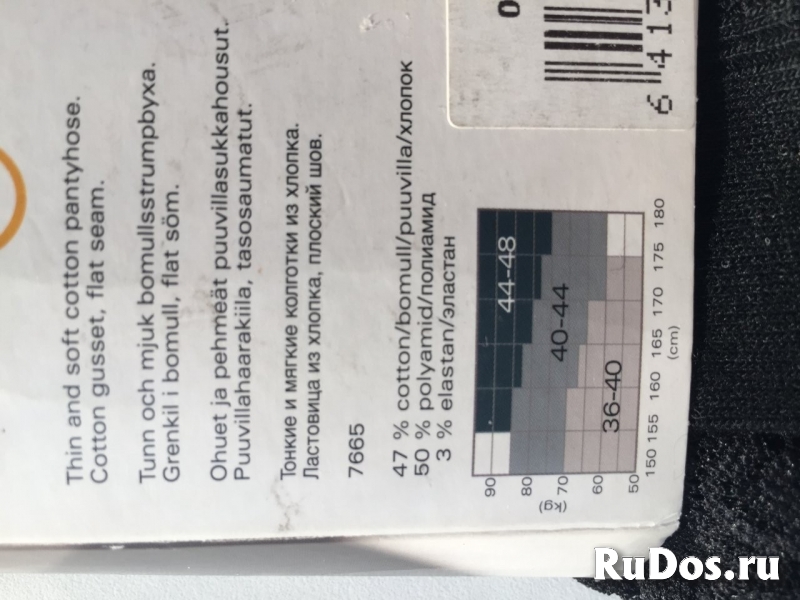 Thin and soft cotton pantyhose.
Cotton gusset, flat seam.
Tunn och mjuk bomullsstrumpbyxa.
Grenkil i bomull, flat söm.
Ohuet ja pehmeät puuvillasukkahousut.
Puuvillahaarakiila, tasosaumatut.
Тонкие и мягкие колготки из хлопка.
Ластовица из хлопка, плоский шов.
7665
47 % cotton/bomull/puuvilla/хлопок
50 % polyamid/полиамид
3 % elastan/эластан
90
80
(kg)
70
60
50
44-48
40-44
36-40
150 155 160 165 170 175 180
(cm)
0
6 413
RuDos.ru